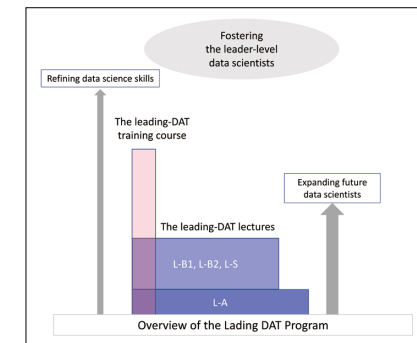 Fostering
the leader-level
data scientists
Refining data science skills
The leading-DAT
training course
Expanding future
data scientists
The leading-DAT lectures
L-B1, L-B2, L-S
L-A
Overview of the Lading DAT Program